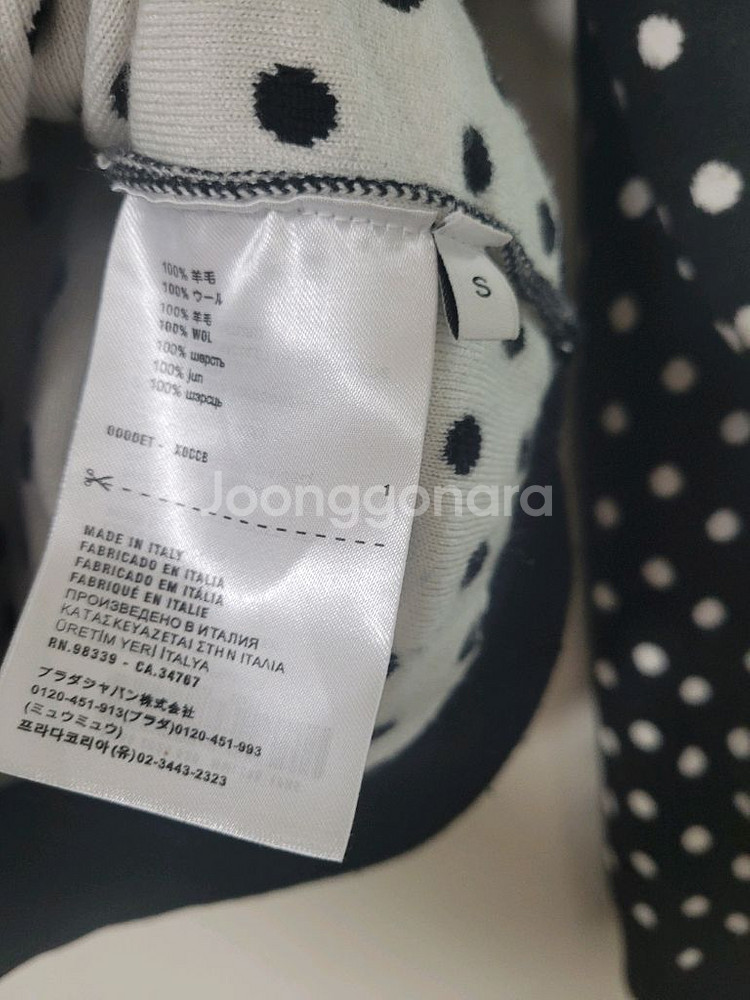 100% 羊毛
100% ウール
100% 羊毛
100% WOL
100% шерсть
100% jun
100% шэрсць
S
1
Joonggonara
MADE IN ITALY
FABRICADO EN ITALIA
FABRICADO EM ITÁLIA
FABRIQUÉ EN ITALIE
ПРОИЗВЕДЕНО В ИТАЛИЯ
ΚΑΤΑΣΚΕΥΑΖΕΤΑΙ ΣΤΗΝ ΙΤΑΛΙΑ
ÜRETİM YERİ İTALYA
RN.98339 - CA.34767
プラダジャパン株式会社
0120-451-913(プラダ)0120-451-993
(ミュウミュウ)
프라다코리아(유)02-3443-2323